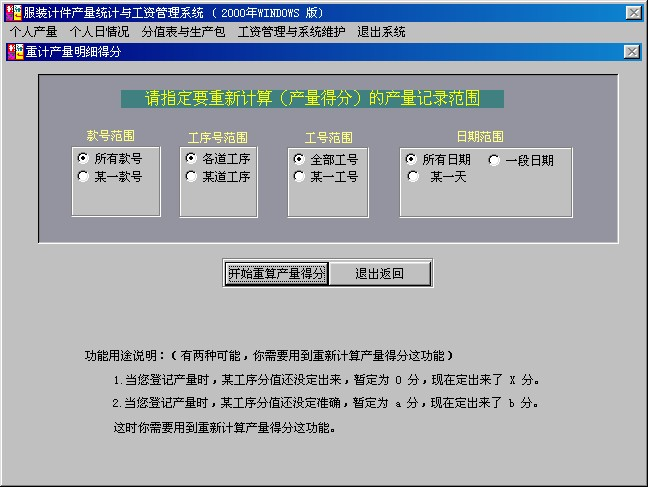 服装计件产量统计与工资管理系统 ( 2000年WINDOWS 版)
个人产量 个人日情况 分值表与生产包 工资管理与系统维护 退出系统
重计产量明细得分
请指定要重新计算（产量得分）的产量记录范围
款号范围 工序号范围 工号范围 日期范围
所有款号 各道工序 全部工号 所有日期 一段日期
某一款号 某道工序 某一工号 某一天
开始重算产量得分 退出返回
功能用途说明：( 有两种可能，你需要用到重新计算产量得分这功能 )
1.当您登记产量时，某工序分值还没定出来，暂定为 0 分，现在定出来了 X 分。
2.当您登记产量时，某工序分值还没定准确，暂定为 a 分，现在定出来了 b 分。
这时你需要用到重新计算产量得分这功能。